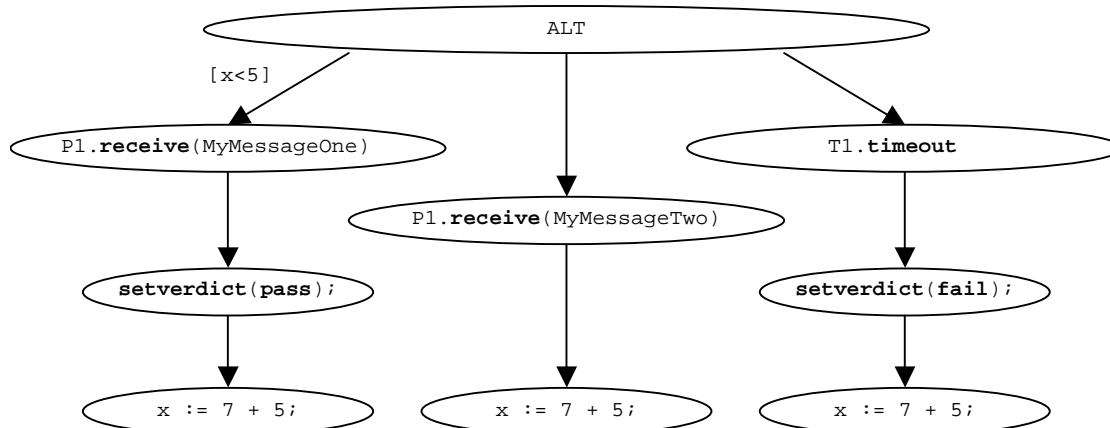 ALT
[x<5]
P1.receive(MyMessageOne)
T1.timeout
P1.receive(MyMessageTwo)
setverdict(pass);
setverdict(fail);
x := 7 + 5;
x := 7 + 5;
x := 7 + 5;